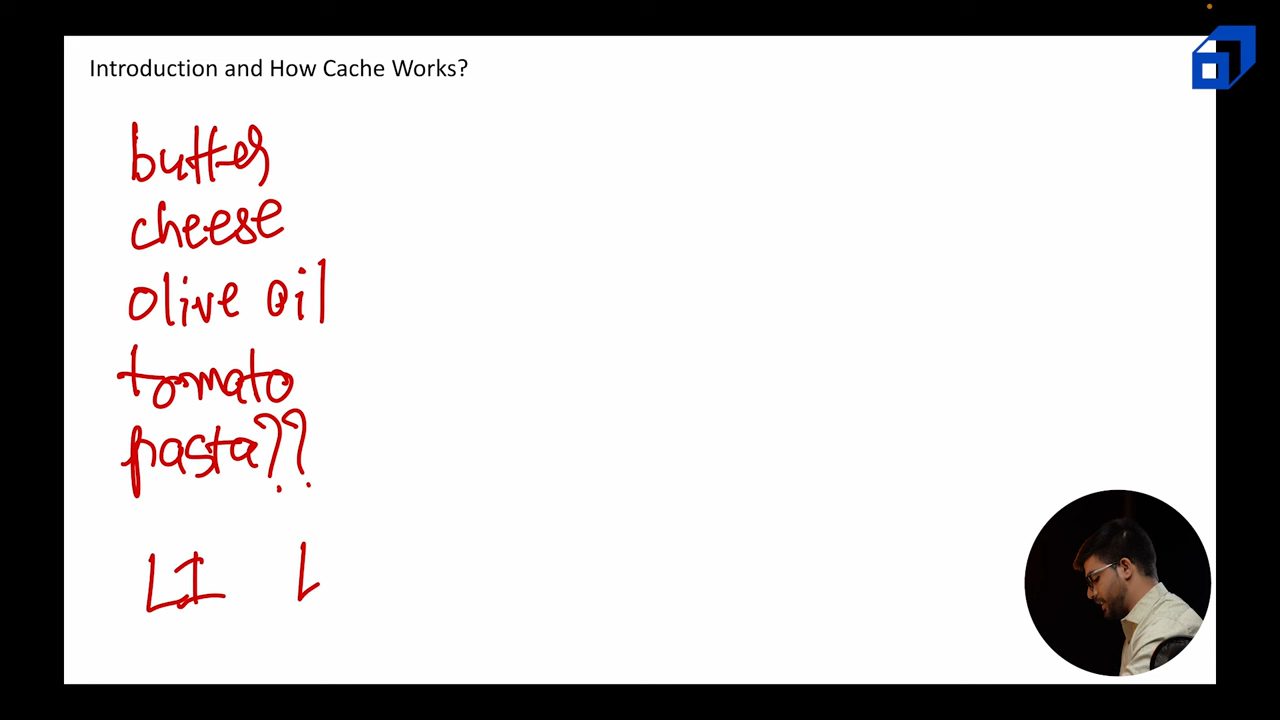 Introduction and How Cache Works?
butter
cheese
olive oil
tomato
pasta??
L1 L